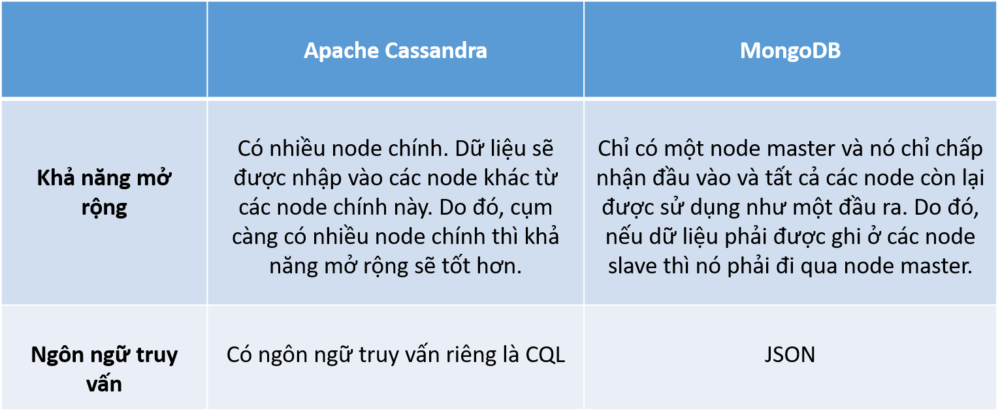 Apache Cassandra
MongoDB
Khả năng mở
rộng
Có nhiều node chính. Dữ liệu sẽ
được nhập vào các node khác từ
các node chính này. Do đó, cụm
càng có nhiều node chính thì khả
năng mở rộng sẽ tốt hơn.
Chỉ có một node master và nó chỉ chấp
nhận đầu vào và tất cả các node còn lại
được sử dụng như một đầu ra. Do đó,
nếu dữ liệu phải được ghi ở các node
slave thì nó phải đi qua node master.
Ngôn ngữ truy
vấn
Có ngôn ngữ truy vấn riêng là CQL
JSON